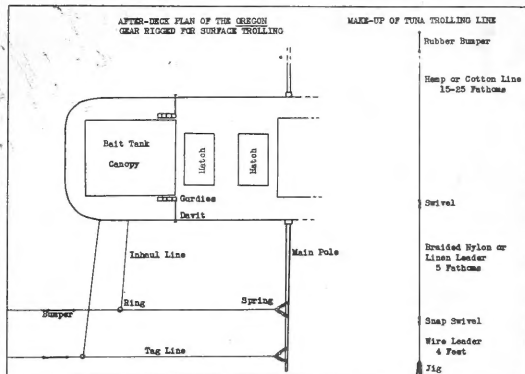 AFTER-DECK PLAN OF THE OREGON
GEAR RIGGED FOR SURFACE TROLLING
MAKE-UP OF TUNA TROLLING LINE
Rubber Bumper
Hemp or Cotton Line
15-25 Fathoms
Bait Tank
Canopy
Hatch
Hatch
Gurdies
Davit
Swivel
Inhaul Line
Main Pole
Braided Nylon or
Linen Leader
5 Fathoms
Ring
Spring
Bumper
Snap Swivel
Tag Line
Wire Leader
4 Feet
Jig